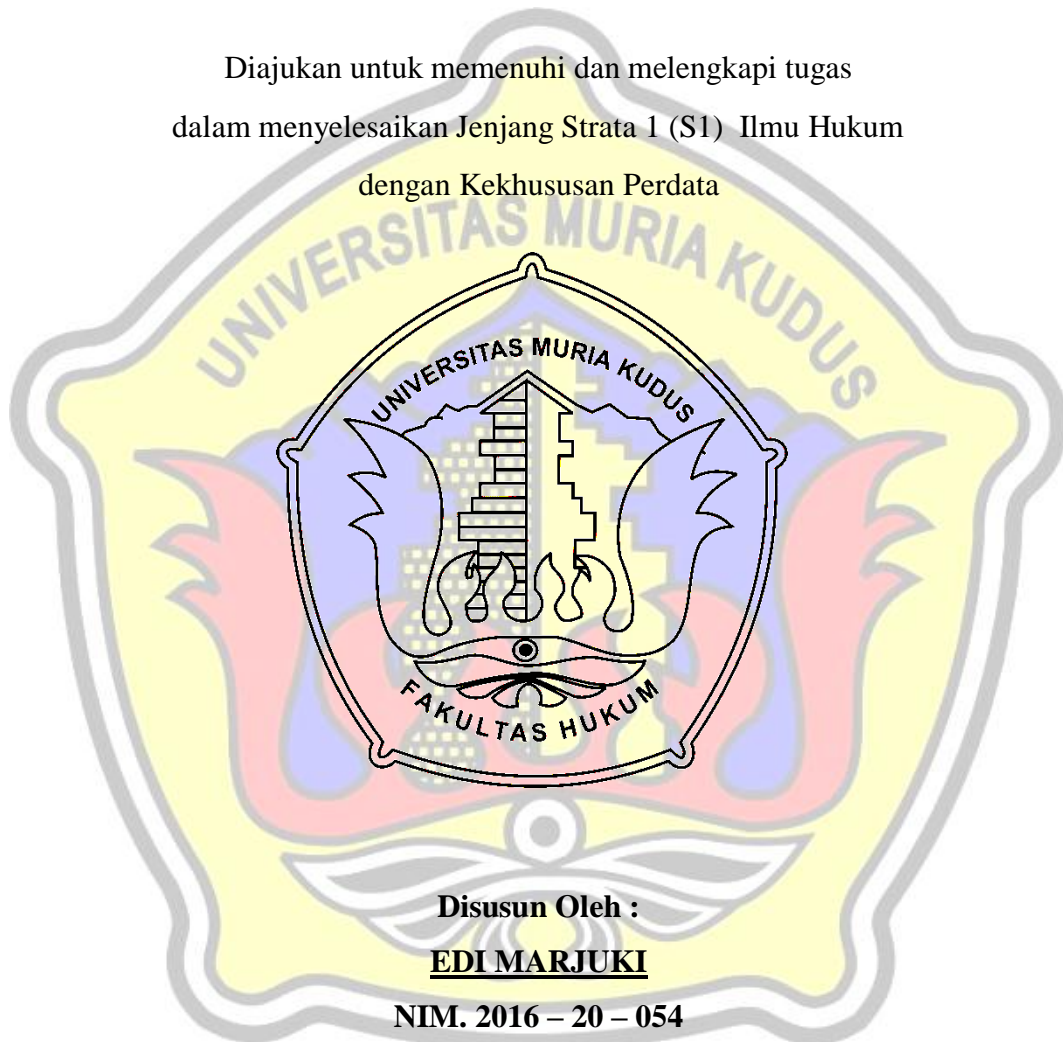 Diajukan untuk memenuhi dan melengkapi tugas
dalam menyelesaikan Jenjang Strata 1 (S1) Ilmu Hukum
dengan Kekhususan Perdata
UNIVERSITAS MURIA KUDUS
UNIVERSITAS MURIA KUDUS
FAKULTAS HUKUM
Disusun Oleh :
EDI MARJUKI
NIM. 2016 – 20 – 054